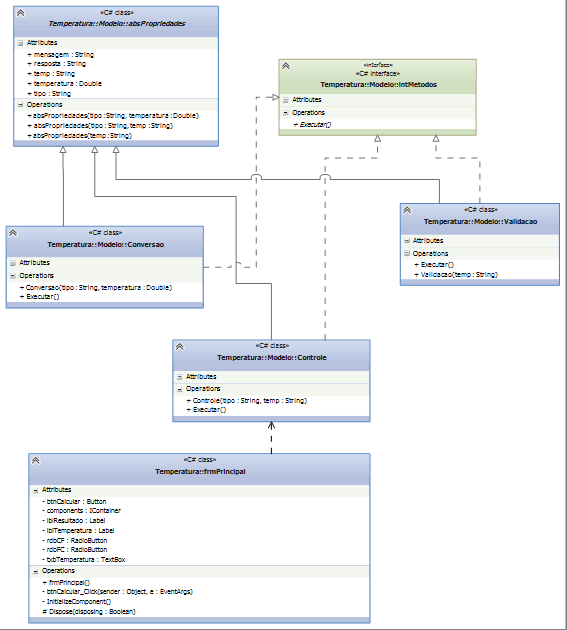 «C# class»
Temperatura::Modelo::absPropriedades
Attributes
+ mensagem : String
+ resposta : String
+ temp : String
+ temperatura : Double
+ tipo : String
Operations
+ absPropriedades(tipo : String, temperatura : Double)
+ absPropriedades(tipo : String, temp : String)
+ absPropriedades(temp :String)
«interface»
«C# interface»
Temperatura::Modelo::intMetodos
Attributes
Operations
+ Executar()
«C# class»
Temperatura::Modelo::Validacao
Attributes
Operations
+ Executar()
+ Validacao(temp : String)
«C# class»
Temperatura::Modelo::Conversao
Attributes
Operations
+ Conversao(tipo : String, temperatura : Double)
+ Executar()
«C# class»
Temperatura::Modelo::Controle
Attributes
Operations
+ Controle(tipo : String, temp : String)
+ Executar()
«C# class»
Temperatura::frmPrincipal
Attributes
- btnCalcular : Button
- components : IContainer
- lblResultado : Label
- lblTemperatura : Label
- rdbCF : RadioButton
- rdbFC : RadioButton
- txbTemperatura : TextBox
Operations
+ frmPrincipal()
- btnCalcular_Click(sender : Object, e : EventArgs)
- InitializeComponent()
# Dispose(disposing : Boolean)